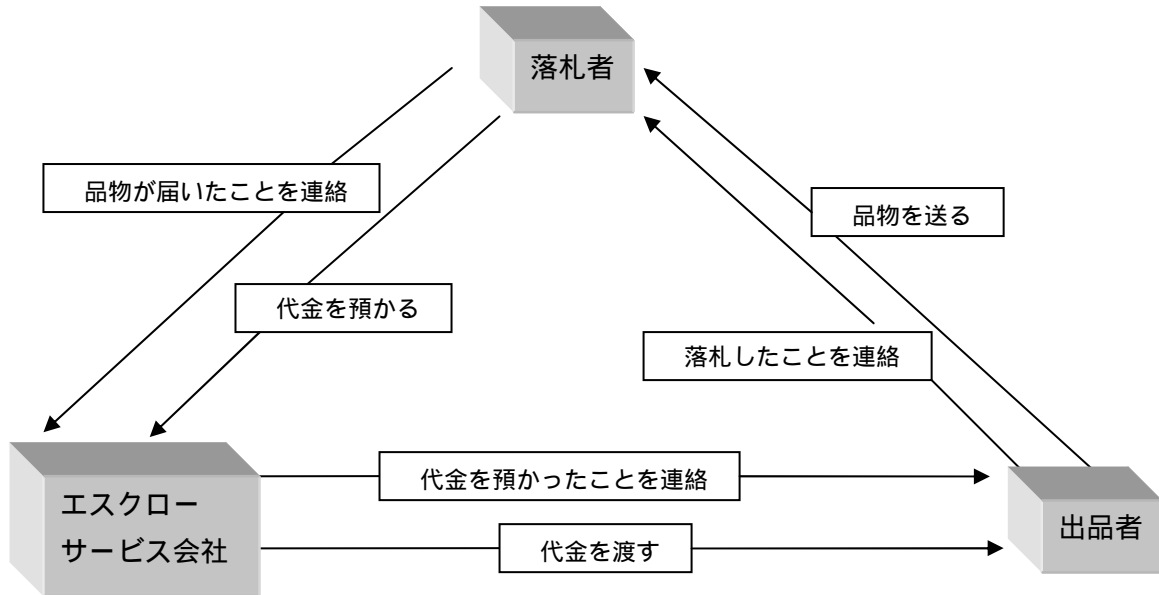 落札者
品物が届いたことを連絡
品物を送る
代金を預かる
落札したことを連絡
代金を預かったことを連絡
エスクロー
サービス会社
出品者
代金を渡す